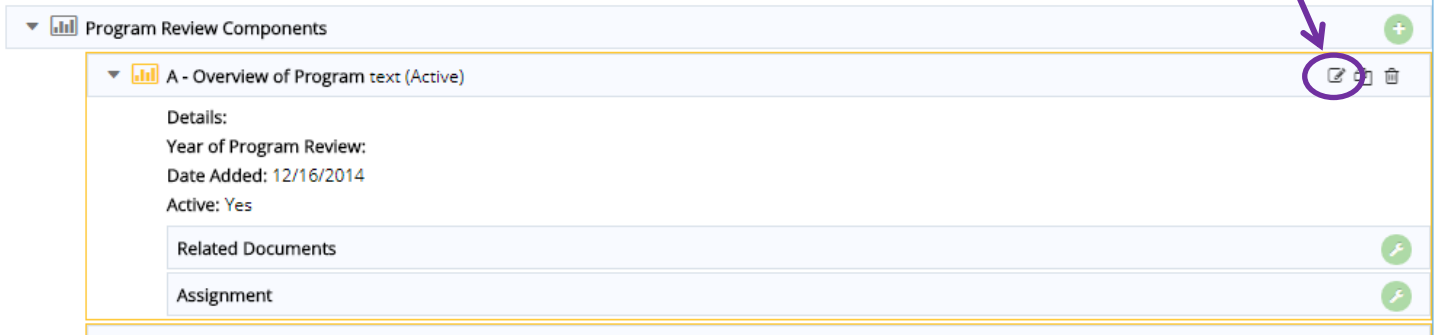 Program Review Components
A - Overview of Program text (Active)
Details:
Year of Program Review:
Date Added: 12/16/2014
Active: Yes
Related Documents
Assignment